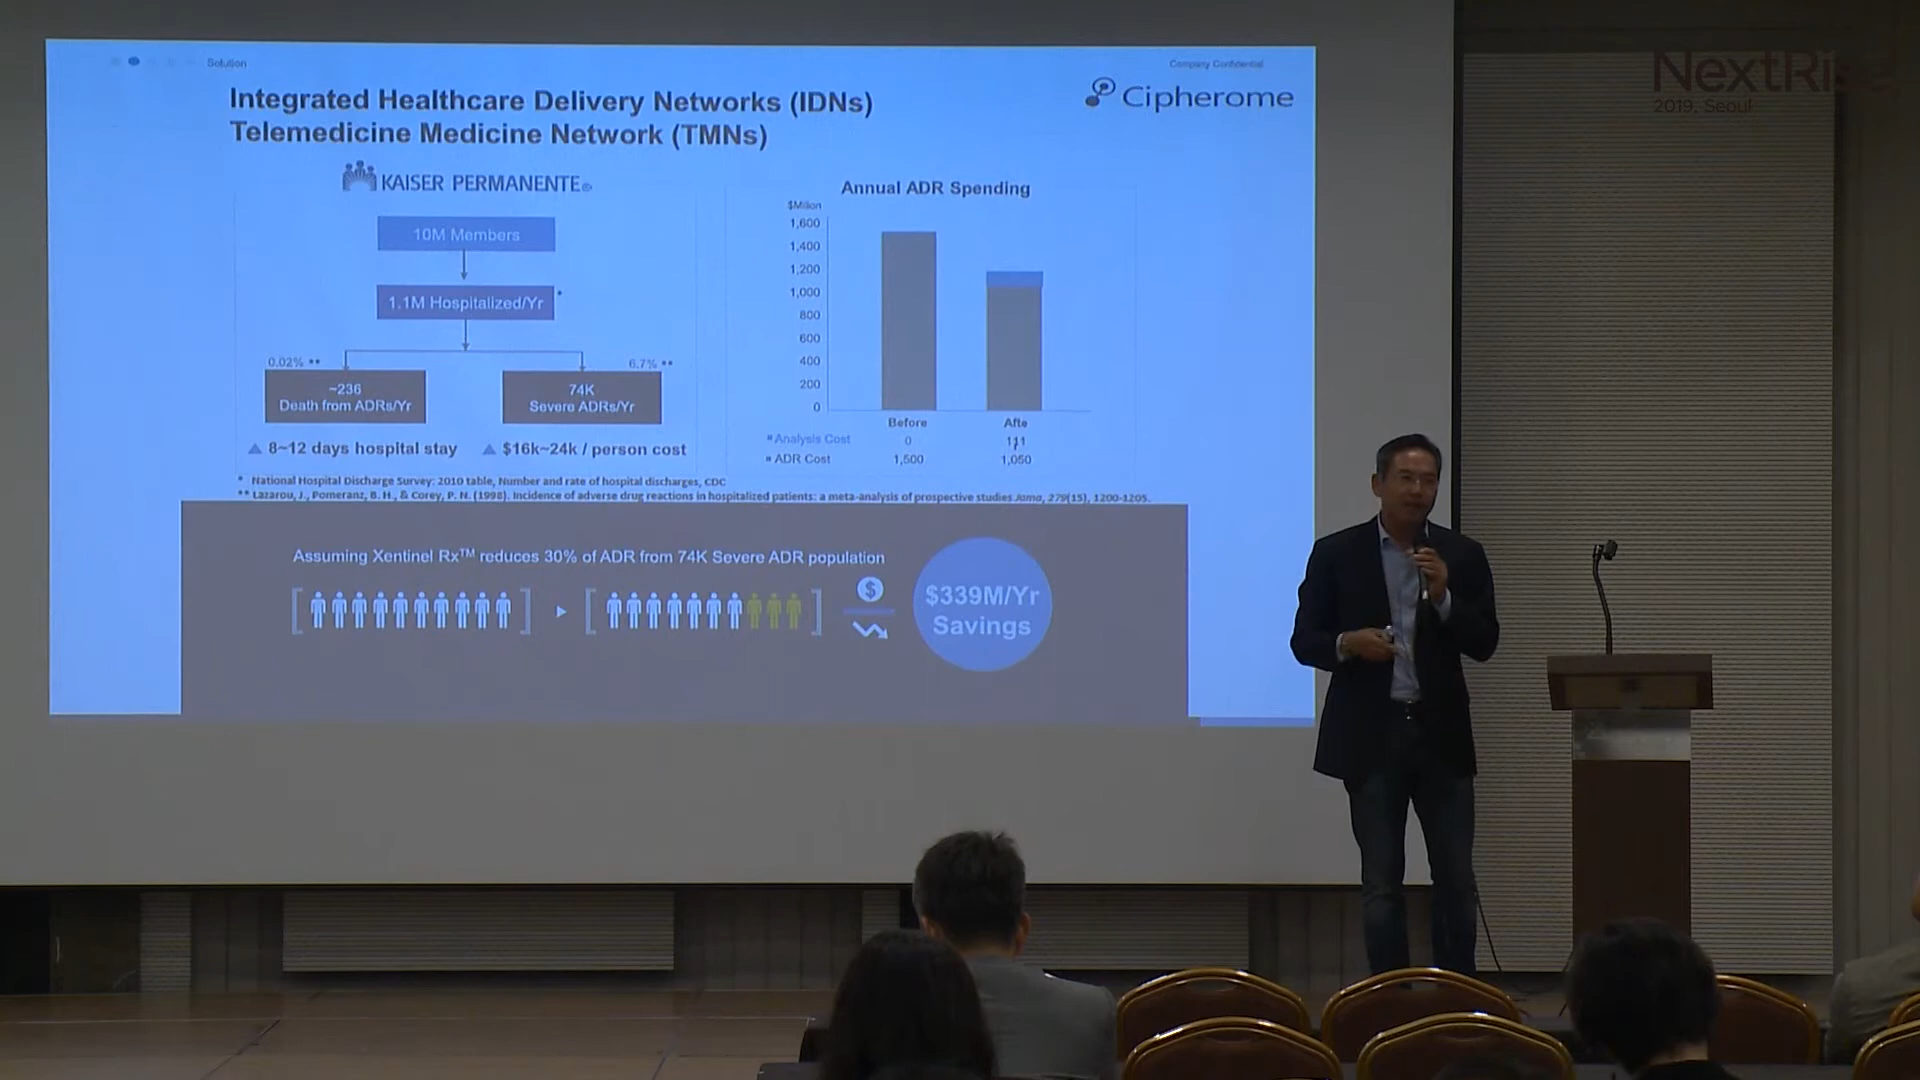 Solution
Company Confidential
Integrated Healthcare Delivery Networks (IDNs)
Telemedicine Medicine Network (TMNs)
Cipherome
KAISER PERMANENTE®
10M Members
1.1M Hospitalized/Yr *
0.02% **
6.7% **
~236
Death from ADRs/Yr
74K
Severe ADRs/Yr
8~12 days hospital stay
$16k~24k / person cost
Annual ADR Spending
$Million
1,600
1,400
1,200
1,000
800
600
400
200
0
Before
Afte
Analysis Cost 0 111
ADR Cost 1,500 1,050
* National Hospital Discharge Survey: 2010 table, Number and rate of hospital discharges, CDC
** Lazarou, J., Pomeranz, B. H., & Corey, P. N. (1998). Incidence of adverse drug reactions in hospitalized patients: a meta-analysis of prospective studies Jama, 279(15), 1200-1205.
Assuming Xentinel Rx™ reduces 30% of ADR from 74K Severe ADR population
$
$339M/Yr
Savings
NextRise
2019, Seoul